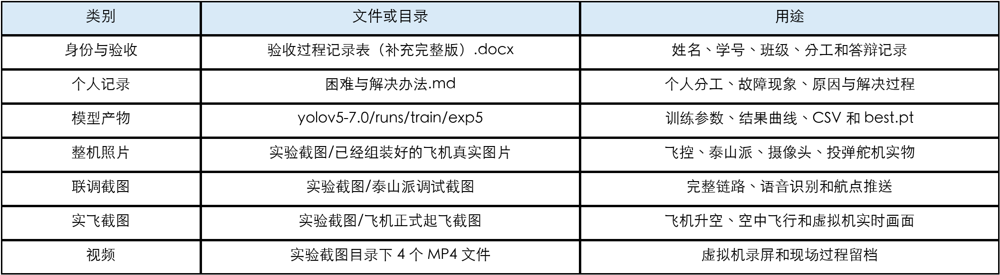 类别 文件或目录 用途
身份与验收 验收过程记录表（补充完整版）.docx 姓名、学号、班级、分工和答辩记录
个人记录 困难与解决办法.md 个人分工、故障现象、原因与解决过程
模型产物 yolov5-7.0/runs/train/exp5 训练参数、结果曲线、CSV 和 best.pt
整机照片 实验截图/已经组装好的飞机真实图片 飞控、泰山派、摄像头、投弹舵机实物
联调截图 实验截图/泰山派调试截图 完整链路、语音识别和航点推送
实飞截图 实验截图/飞机正式起飞截图 飞机升空、空中飞行和虚拟机实时画面
视频 实验截图目录下 4 个 MP4 文件 虚拟机录屏和现场过程留档